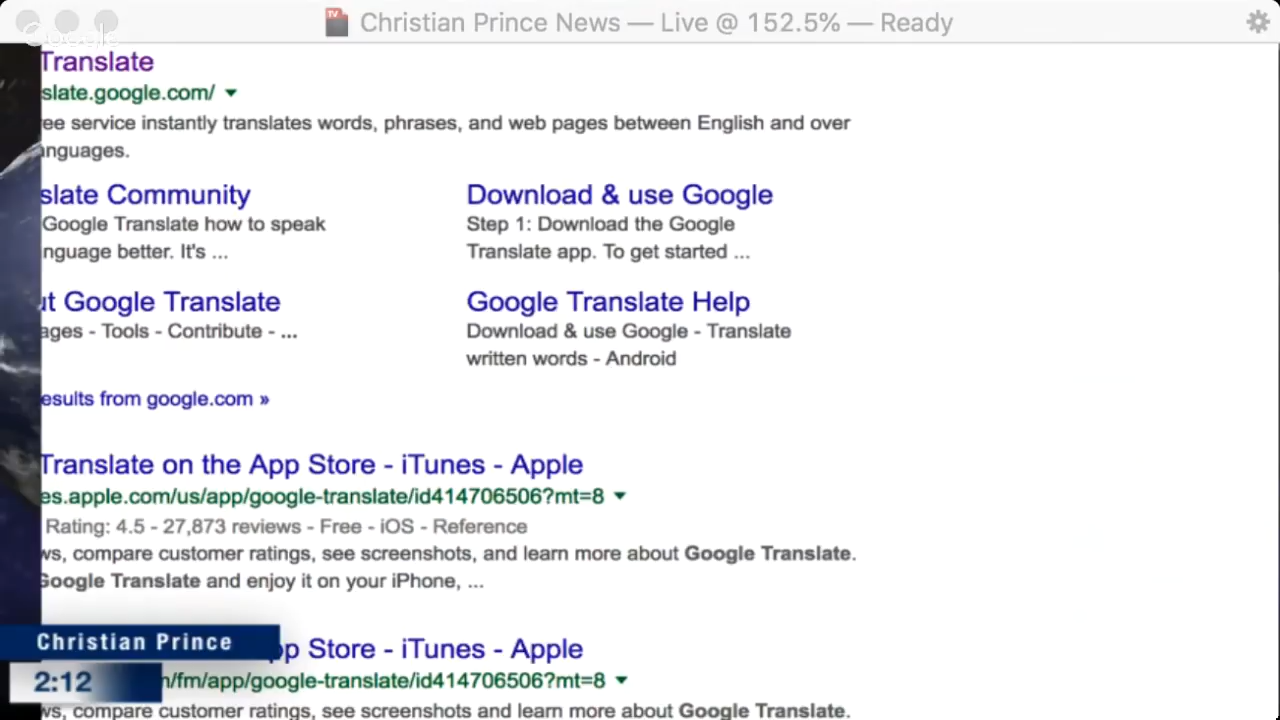 Christian Prince News — Live @ 152.5% — Ready
Google
Translate
slate.google.com/
ee service instantly translates words, phrases, and web pages between English and over
anguages.
slate Community
Download & use Google
Google Translate how to speak
Step 1: Download the Google
nguage better. It's ...
Translate app. To get started ...
ut Google Translate
Google Translate Help
ages - Tools - Contribute - ...
Download & use Google - Translate
written words - Android
esults from google.com »
Translate on the App Store - iTunes - Apple
es.apple.com/us/app/google-translate/id414706506?mt=8
Rating: 4.5 - 27,873 reviews - Free - iOS - Reference
ws, compare customer ratings, see screenshots, and learn more about Google Translate.
Google Translate and enjoy it on your iPhone, ...
Christian Prince
pp Store - iTunes - Apple
2:12
n/fm/app/google-translate/id414706506?mt=8
ws, compare customer ratings, see screenshots and learn more about Google Translate.